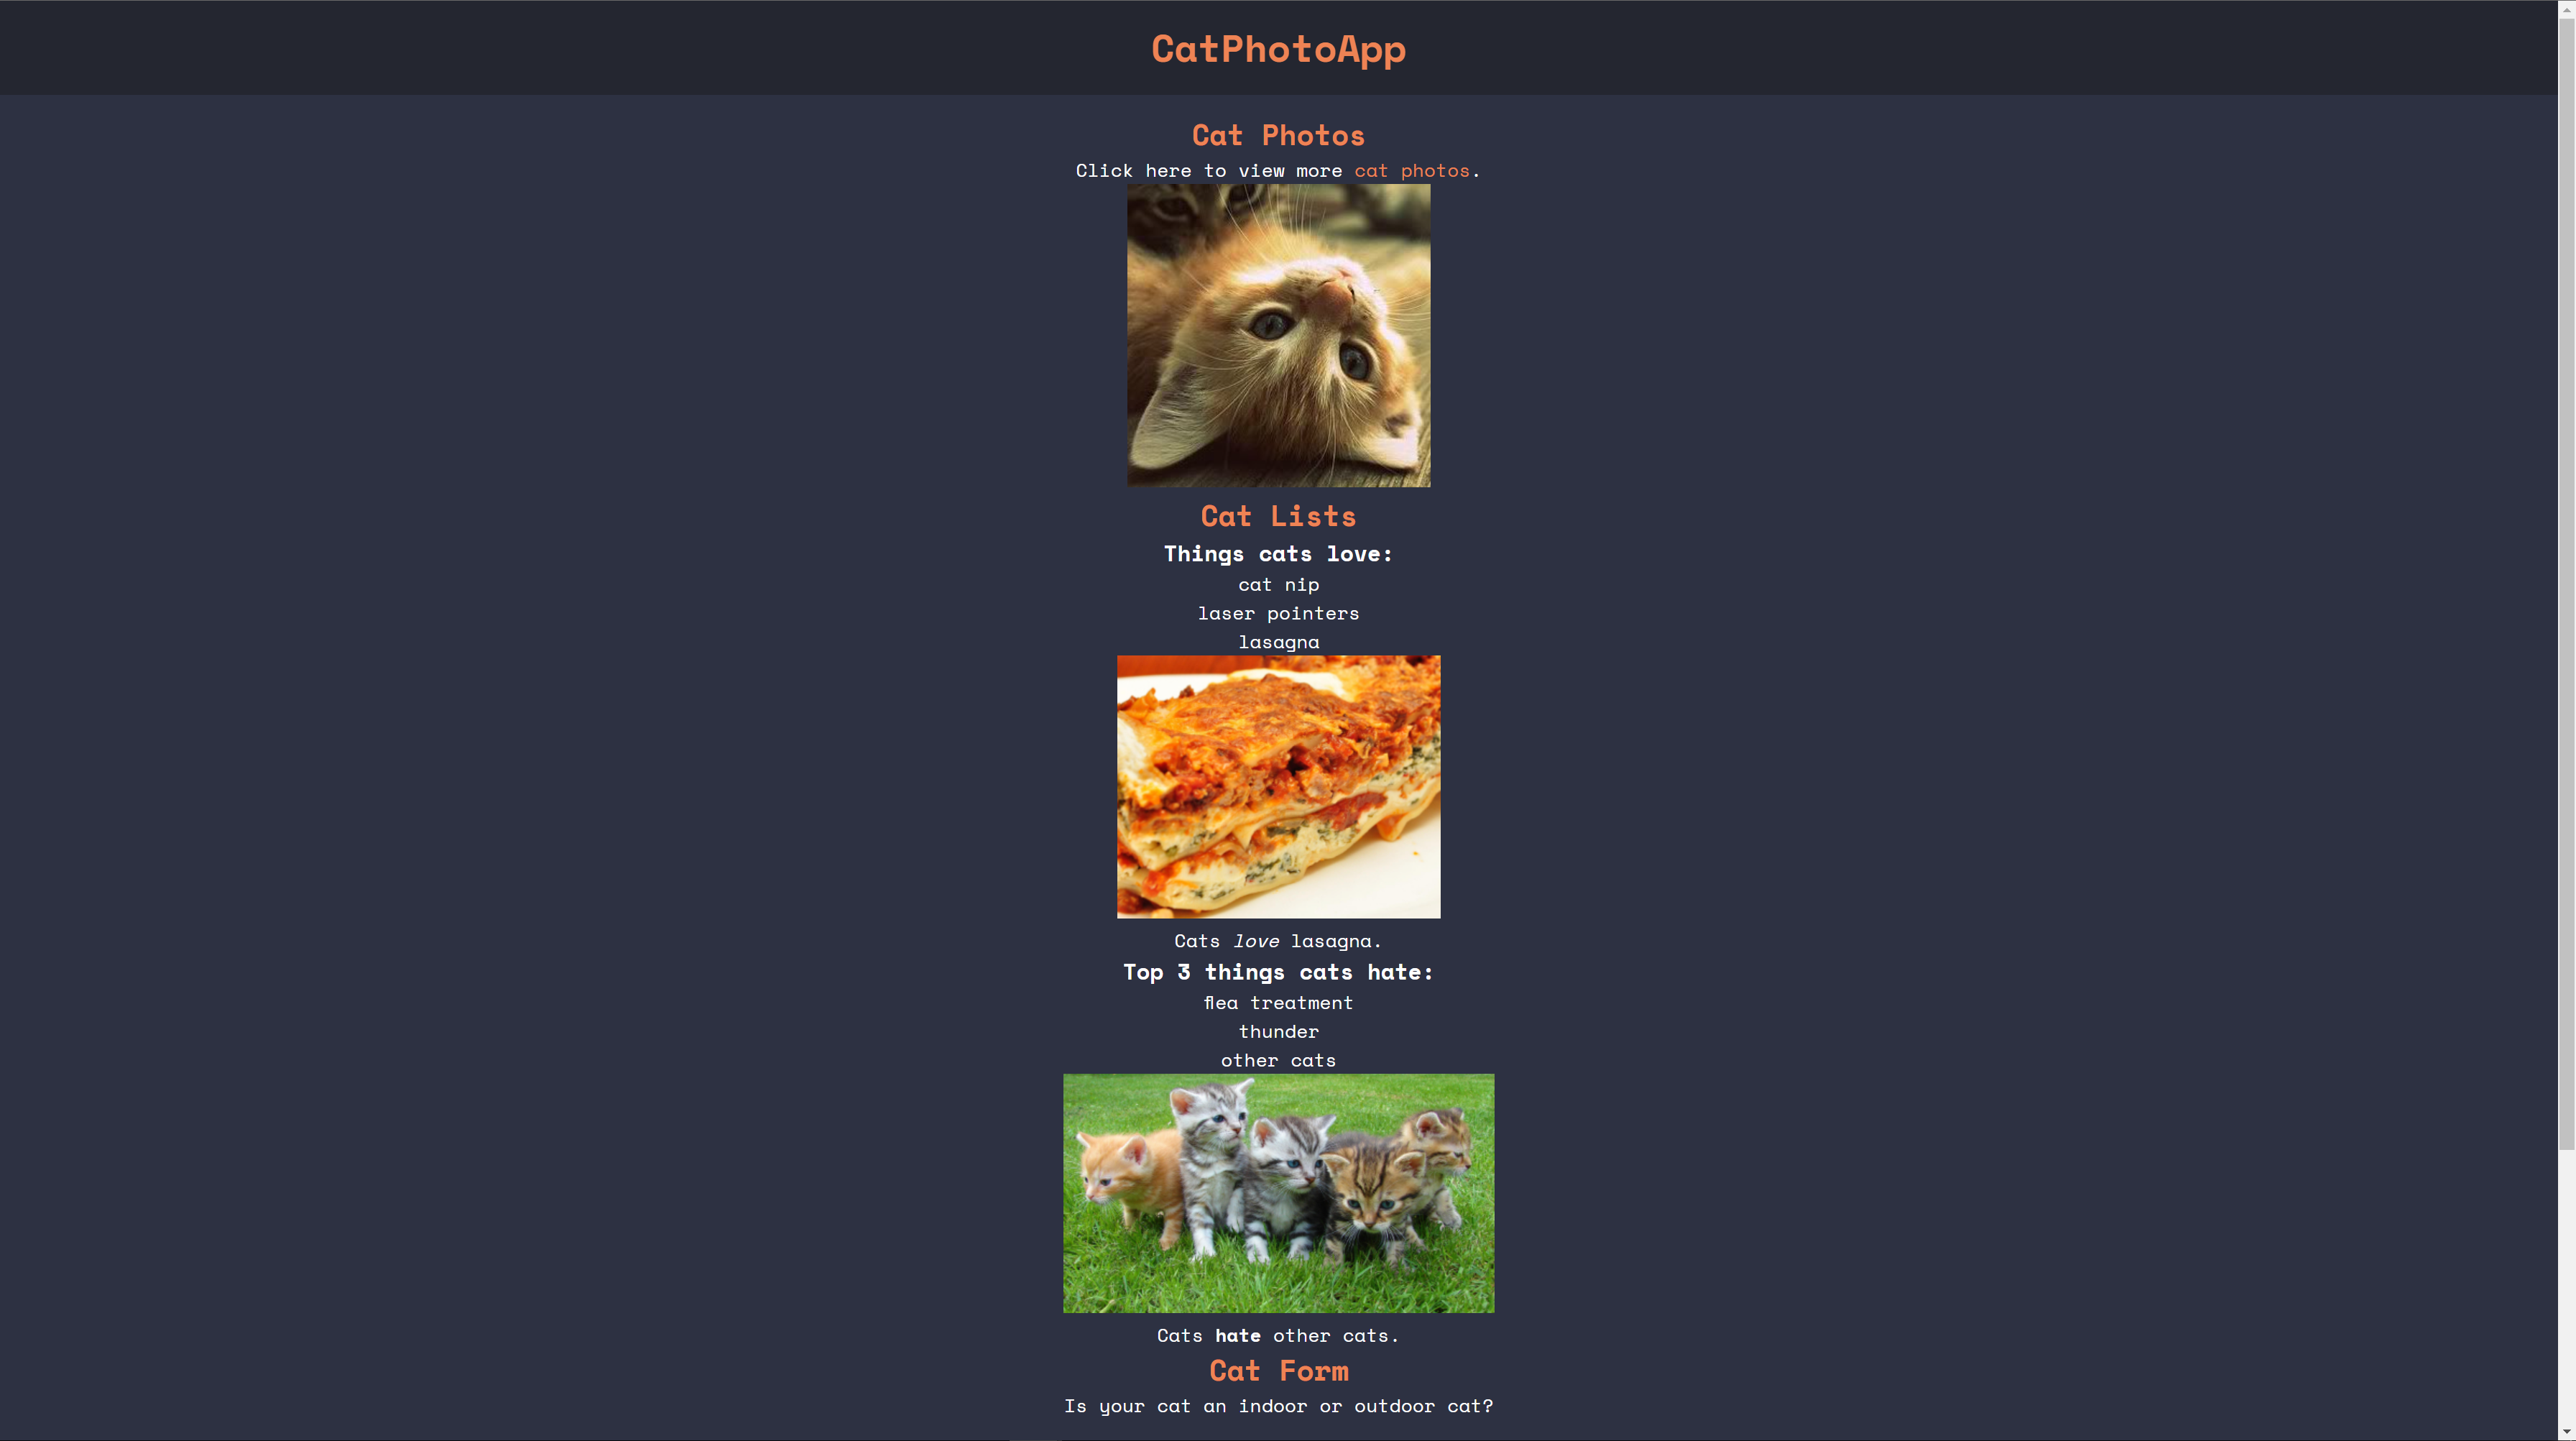 CatPhotoApp
Cat Photos
Click here to view more cat photos.
Cat Lists
Things cats love:
cat nip
laser pointers
lasagna
Cats love lasagna.
Top 3 things cats hate:
flea treatment
thunder
other cats
Cats hate other cats.
Cat Form
Is your cat an indoor or outdoor cat?